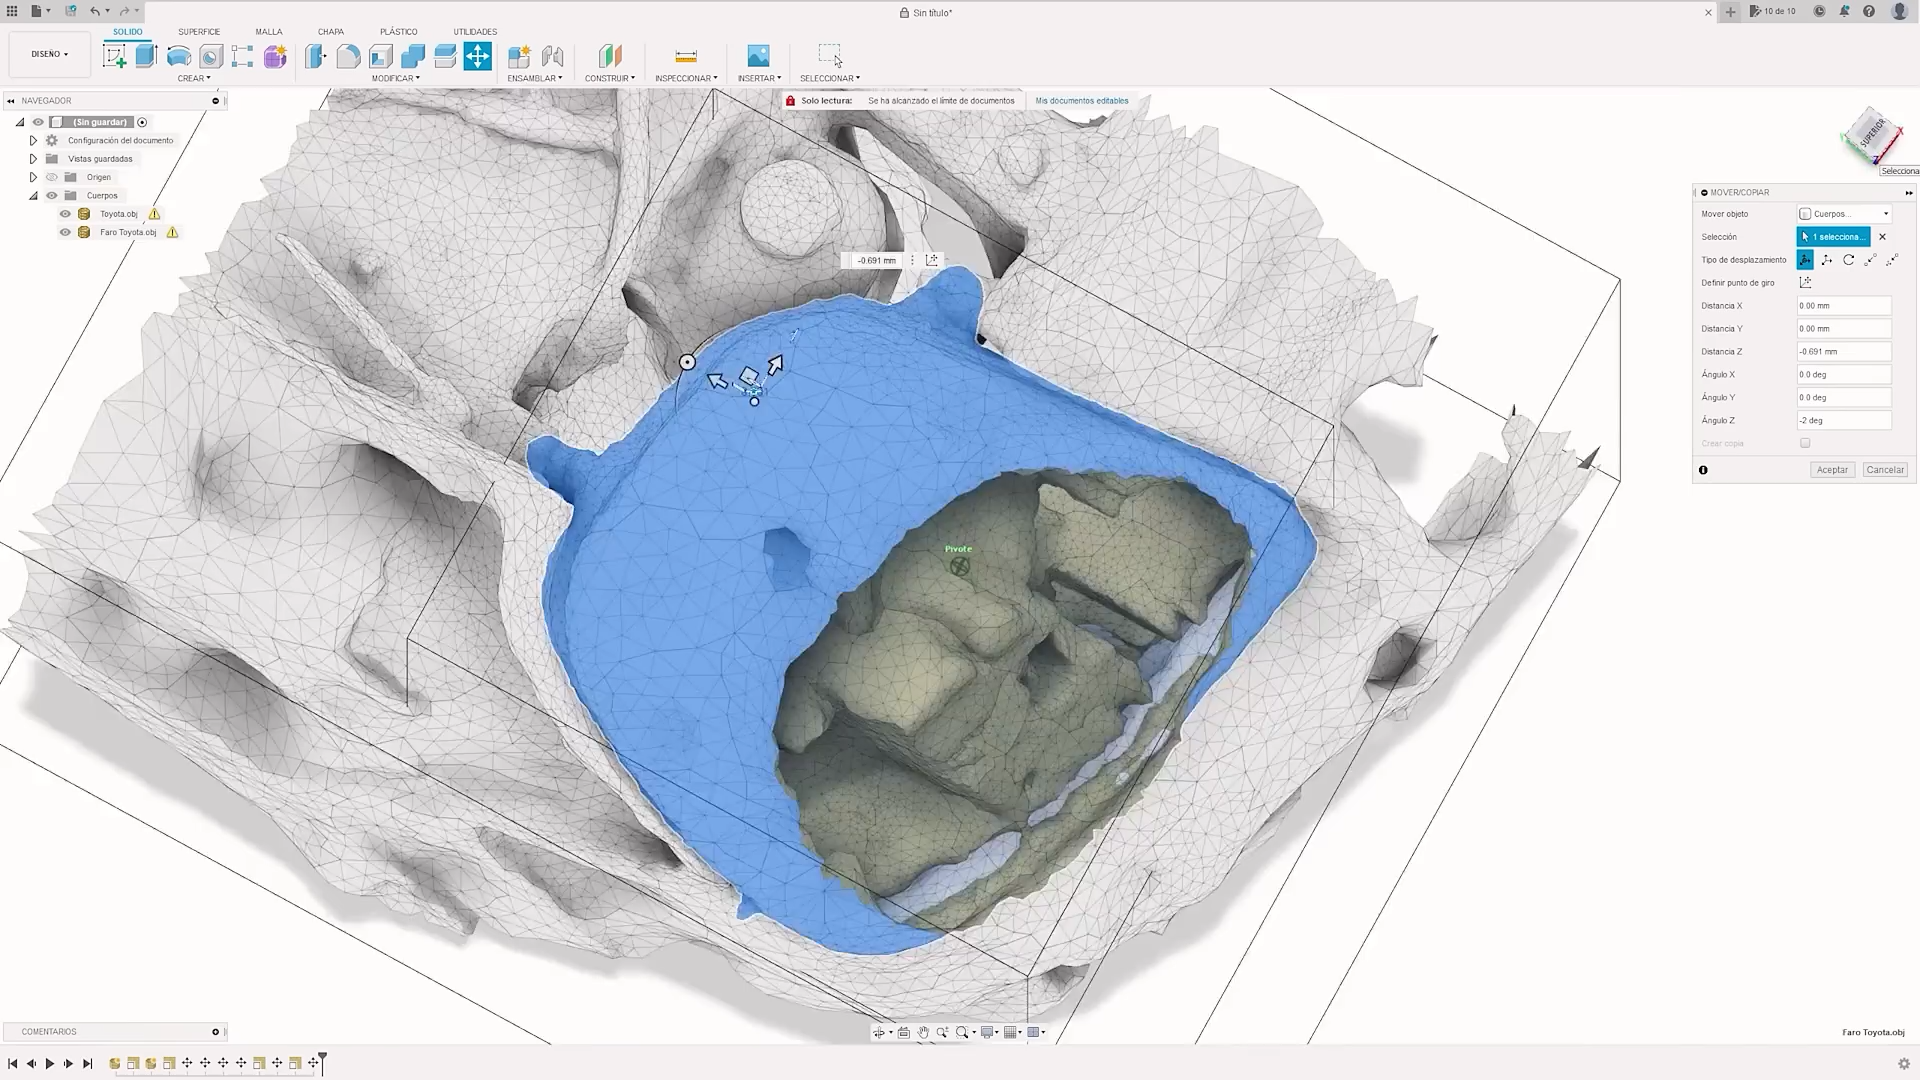 Sin título*
10 de 10
DISEÑO
SÓLIDO
SUPERFICIE
MALLA
CHAPA
PLÁSTICO
UTILIDADES
CREAR
MODIFICAR
ENSAMBLAR
CONSTRUIR
INSPECCIONAR
INSERTAR
SELECCIONAR
NAVEGADOR
Solo lectura: Se ha alcanzado el límite de documentos Mis documentos editables
(Sin guardar)
Configuración del documento
Vistas guardadas
Origen
Cuerpos
Toyota.obj
Faro Toyota.obj
SUPERIOR
Z
Selecciona
MOVER/COPIAR
Mover objeto Cuerpos...
Selección 1 selecciona...
Tipo de desplazamiento
Definir punto de giro
Distancia X 0.00 mm
Distancia Y 0.00 mm
Distancia Z -0.691 mm
Ángulo X 0.0 deg
Ángulo Y 0.0 deg
Ángulo Z -2 deg
Crear copia
Aceptar Cancelar
-0.691 mm
Pivote
COMENTARIOS
Faro Toyota.obj